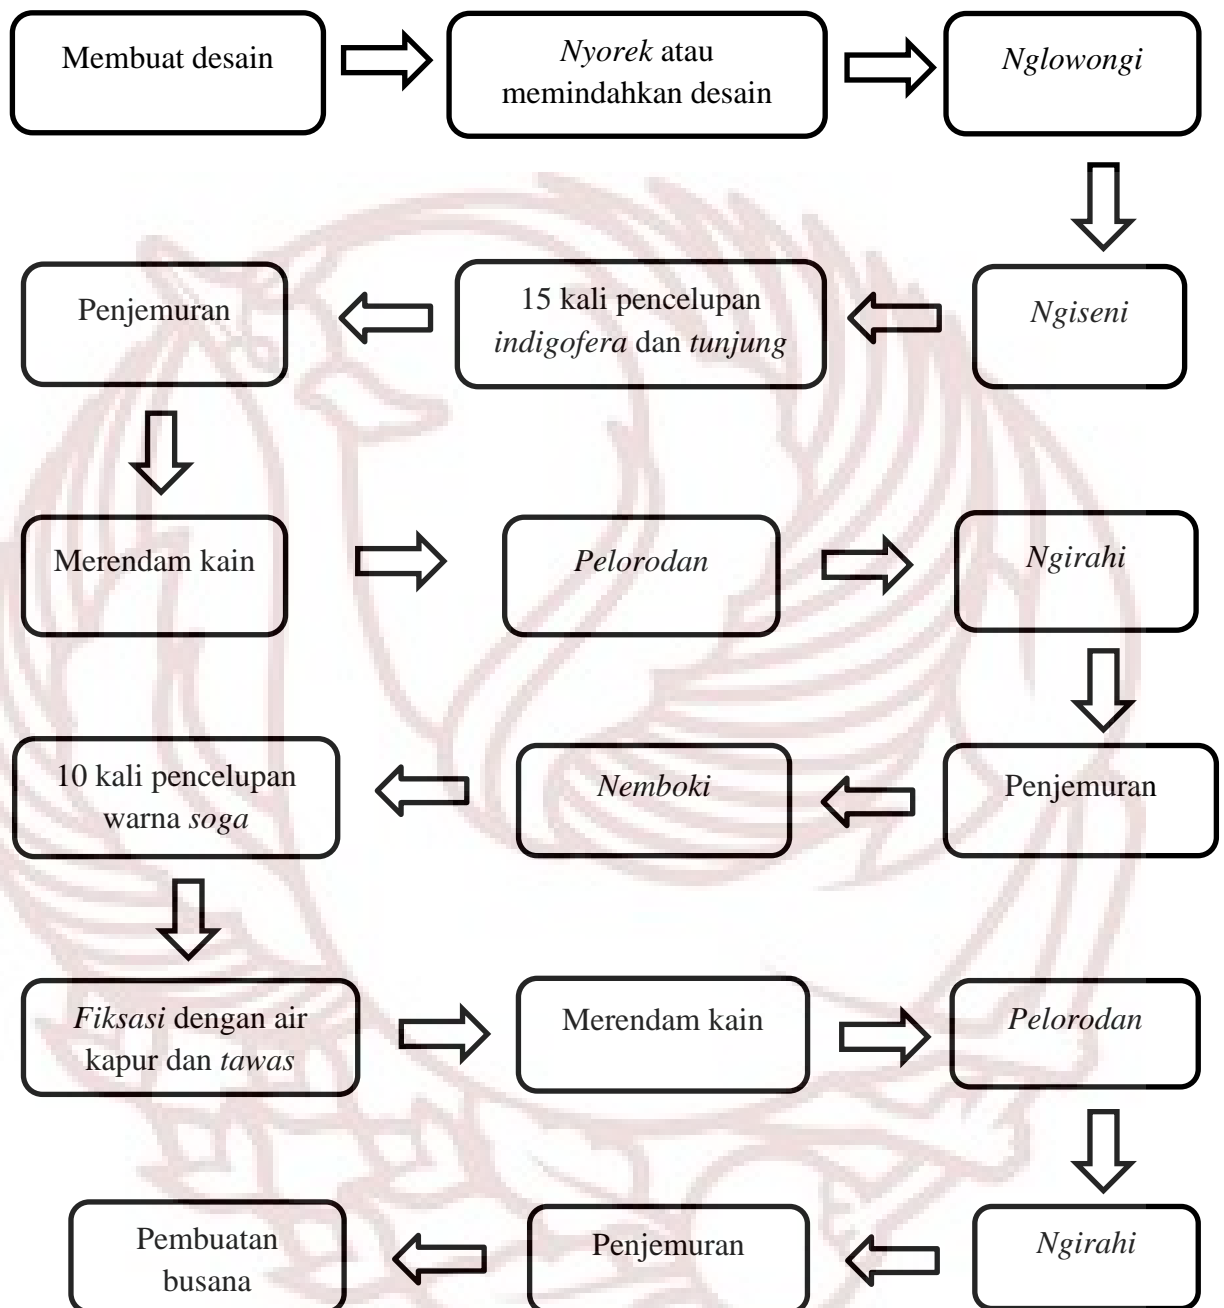 Membuat desain
Nyorek atau
memindahkan desain
Nglowongi
Ngiseni
15 kali pencelupan
indigofera dan tunjung
Penjemuran
Merendam kain
Pelorodan
Ngirahi
Penjemuran
Nemboki
10 kali pencelupan
warna soga
Fiksasi dengan air
kapur dan tawas
Merendam kain
Pelorodan
Ngirahi
Penjemuran
Pembuatan
busana